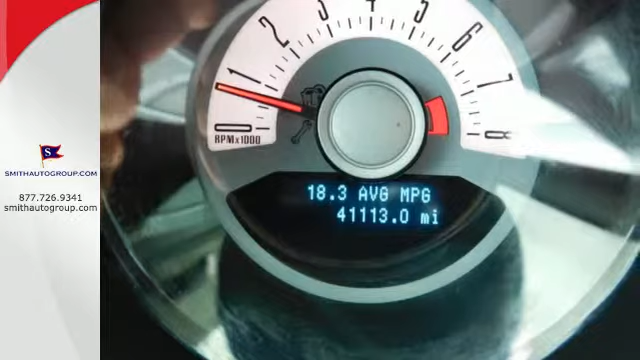 S
SMITHAUTOGROUP.COM
877.726.9341
smithautogroup.com
0 1 2 3 4 5 6 7 8
RPMx1000
18.3 AVG MPG
41113.0 mi